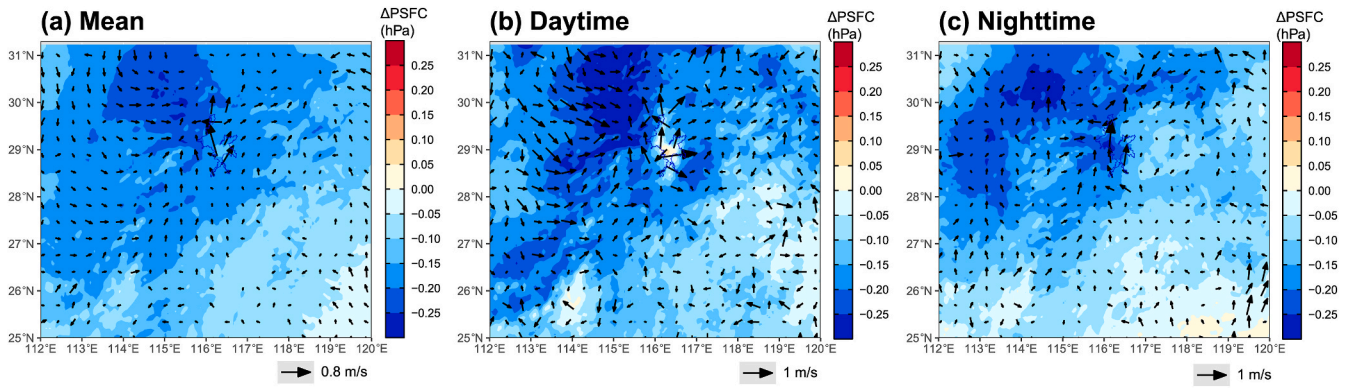 (a) Mean
ΔPSFC
(hPa)
31°N
30°N
29°N
28°N
27°N
26°N
25°N
112°E 113°E 114°E 115°E 116°E 117°E 118°E 119°E 120°E
0.25
0.20
0.15
0.10
0.05
0.00
−0.05
−0.10
−0.15
−0.20
−0.25
0.8 m/s
(b) Daytime
ΔPSFC
(hPa)
31°N
30°N
29°N
28°N
27°N
26°N
25°N
112°E 113°E 114°E 115°E 116°E 117°E 118°E 119°E 120°E
0.25
0.20
0.15
0.10
0.05
0.00
−0.05
−0.10
−0.15
−0.20
−0.25
1 m/s
(c) Nighttime
ΔPSFC
(hPa)
31°N
30°N
29°N
28°N
27°N
26°N
25°N
112°E 113°E 114°E 115°E 116°E 117°E 118°E 119°E 120°E
0.25
0.20
0.15
0.10
0.05
0.00
−0.05
−0.10
−0.15
−0.20
−0.25
1 m/s